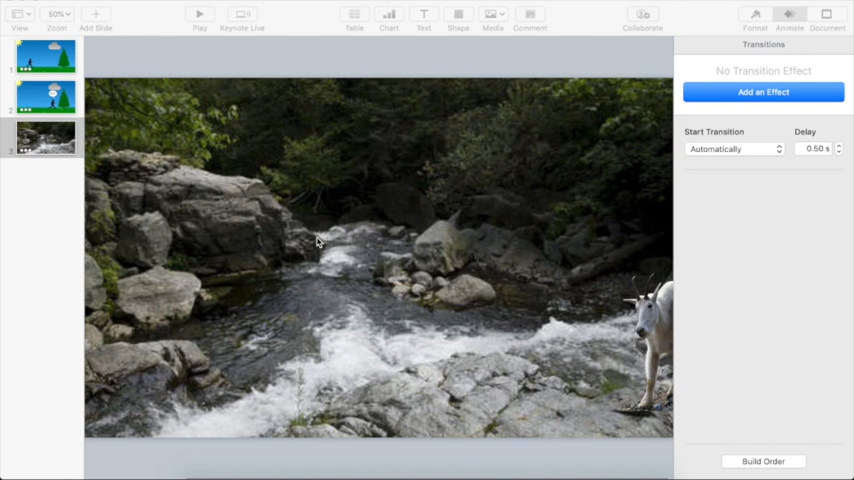 50%
View
Zoom
Add Slide
Play
Keynote Live
Table
Chart
Text
Shape
Media
Comment
Collaborate
Format
Animate
Document
Transitions
No Transition Effect
Add an Effect
Start Transition
Delay
Automatically
0.50 s
1
2
3
Build Order